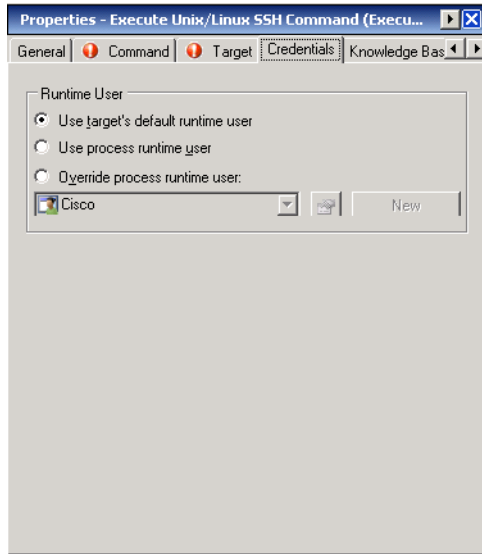 Properties - Execute Unix/Linux SSH Command (Execu...
General Command Target Credentials Knowledge Bas
Runtime User
Use target's default runtime user
Use process runtime user
Override process runtime user:
Cisco New